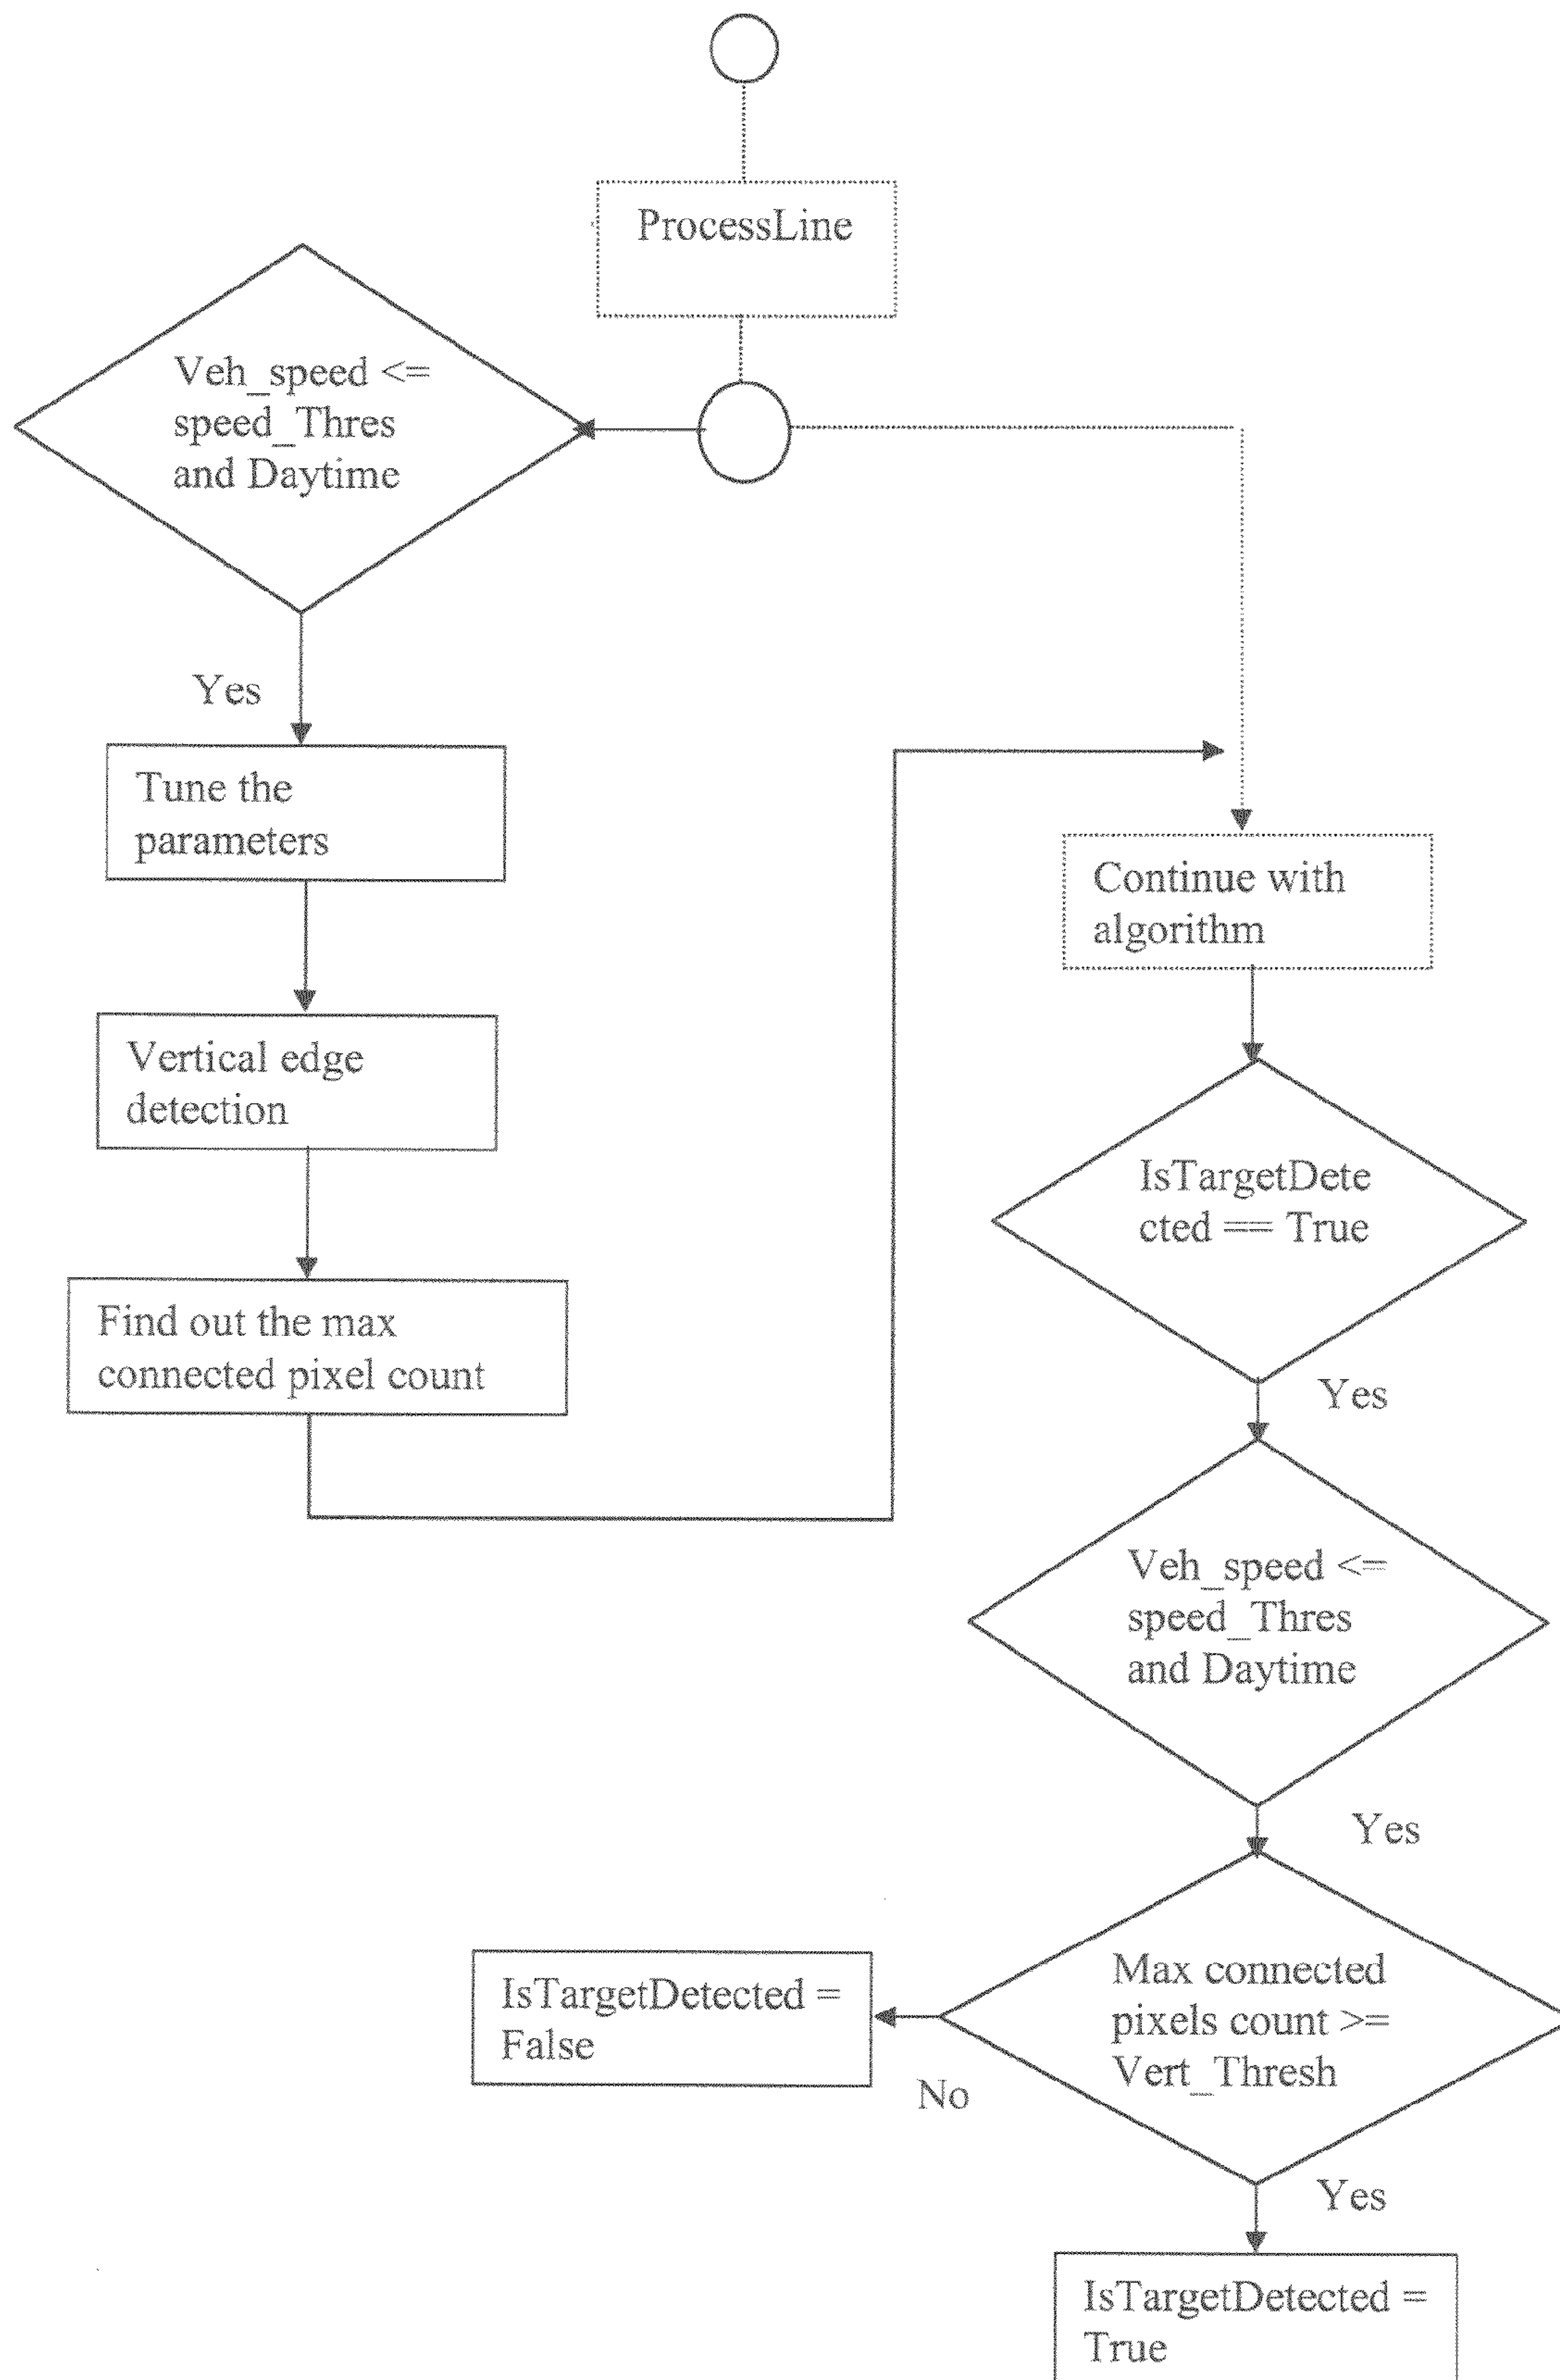 ProcessLine
Veh_speed <=
speed_Thres
and Daytime
Yes
Tune the
parameters
Vertical edge
detection
Find out the max
connected pixel count
Continue with
algorithm
IsTargetDete
cted == True
Yes
Veh_speed <=
speed_Thres
and Daytime
Yes
Max connected
pixels count >=
Vert_Thresh
No
IsTargetDetected =
False
Yes
IsTargetDetected =
True